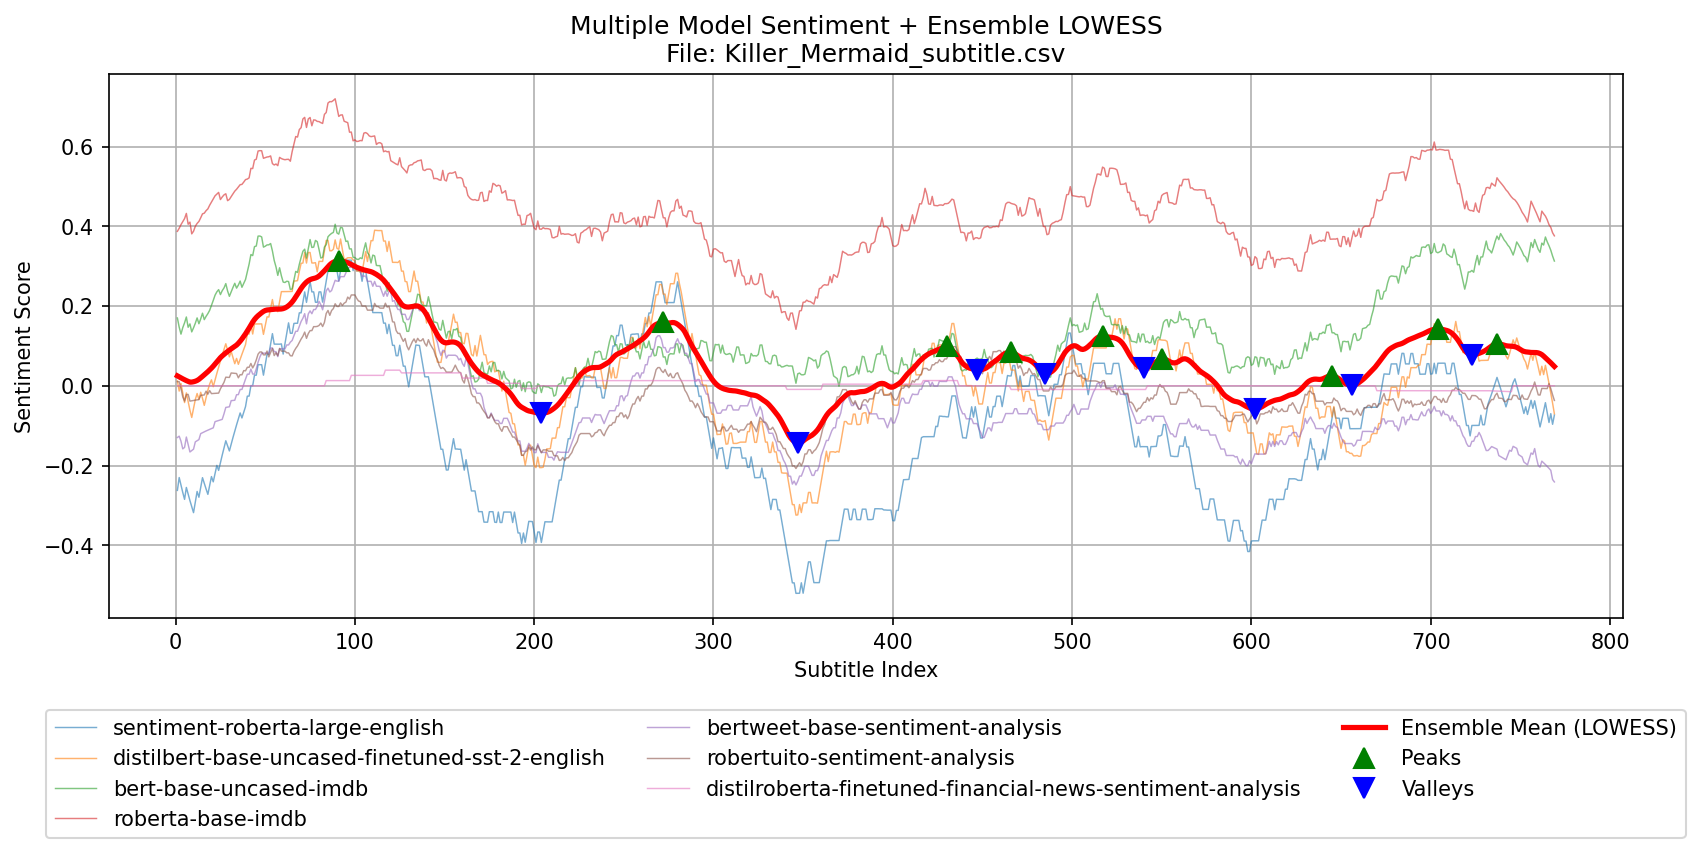 Multiple Model Sentiment + Ensemble LOWESS
File: Killer_Mermaid_subtitle.csv
Sentiment Score
0.6
0.4
0.2
0.0
−0.2
−0.4
0 100 200 300 400 500 600 700 800
Subtitle Index
sentiment-roberta-large-english
distilbert-base-uncased-finetuned-sst-2-english
bert-base-uncased-imdb
roberta-base-imdb
bertweet-base-sentiment-analysis
robertuito-sentiment-analysis
distilroberta-finetuned-financial-news-sentiment-analysis
Ensemble Mean (LOWESS)
Peaks
Valleys